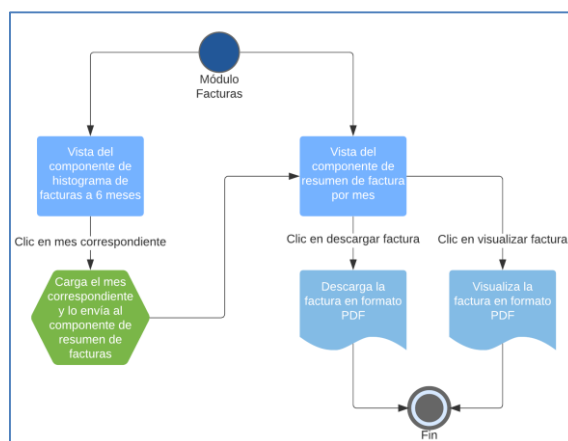 Módulo
Facturas
Vista del
componente de
histograma de
facturas a 6 meses
Vista del
componente de
resumen de factura
por mes
Clic en mes correspondiente
Clic en descargar factura
Clic en visualizar factura
Carga el mes
correspondiente
y lo envía al
componente de
resumen de
facturas
Descarga la
factura en formato
PDF
Visualiza la
factura en formato
PDF
Fin